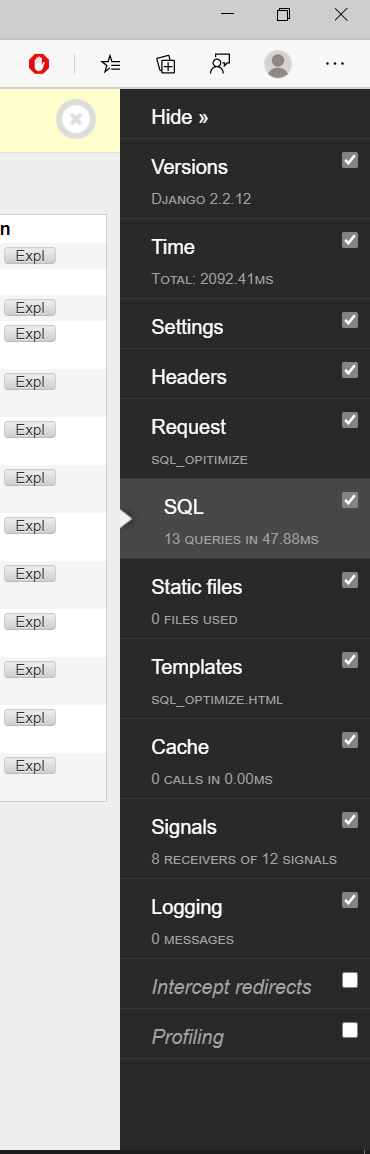 Hide »
n
Versions
Django 2.2.12
Expl
Time
Total: 2092.41ms
Expl
Settings
Expl
Headers
Expl
Request
Expl
SQL_OPITIMIZE
Expl
SQL
Expl
13 queries in 47.88ms
Static files
Expl
0 files used
Expl
Templates
Expl
SQL_OPTIMIZE.HTML
Expl
Cache
Expl
0 calls in 0.00ms
Signals
8 receivers of 12 signals
Logging
0 messages
Intercept redirects
Profiling